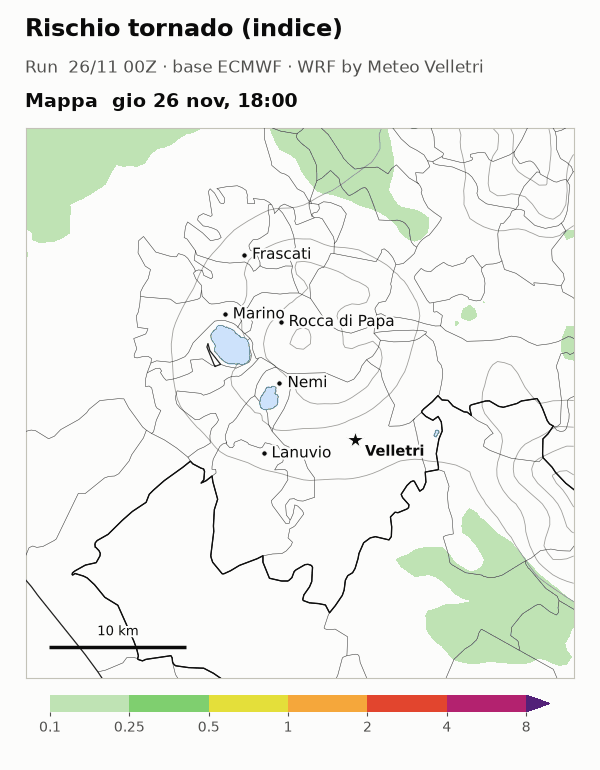 Rischio tornado (indice)
Run  26/11 00Z · base ECMWF · WRF by Meteo Velletri
Mappa  gio 26 nov, 18:00
Frascati
Marino
Rocca di Papa
Nemi
Velletri
Lanuvio
10 km
0.1 0.25 0.5 1 2 4 8